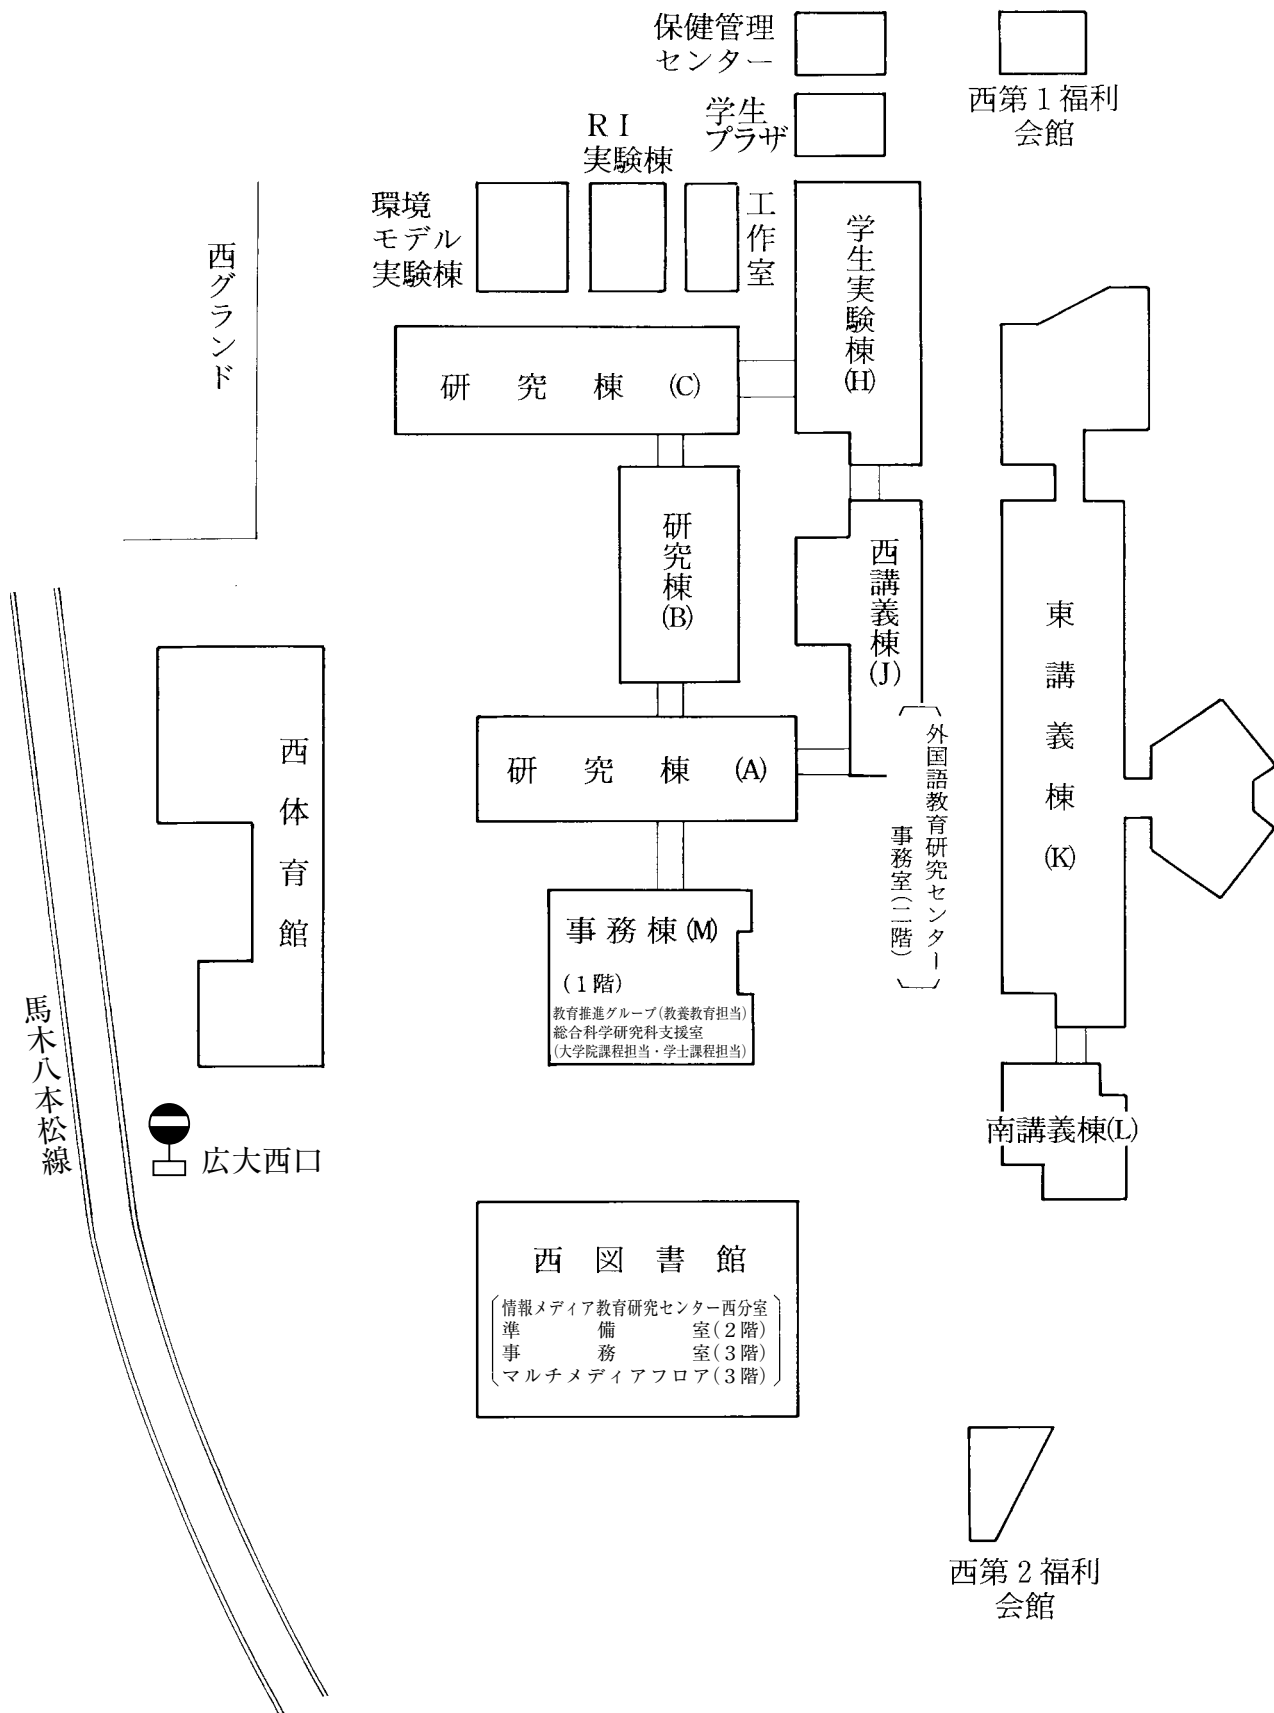 保健管理
センター
西第1福利
会館
学生
プラザ
RI
実験棟
環境
モデル
実験棟
工作室
学生実験棟(H)
西グランド
研究棟(C)
研究棟(B)
西講義棟(J)
東講義棟(K)
外国語教育研究センター
事務室(二階)
研究棟(A)
西体育館
事務棟(M)
(1階)
教育推進グループ(教養教育担当)
総合科学研究科支援室
(大学院課程担当・学士課程担当)
馬木八本松線
広大西口
南講義棟(L)
西図書館
情報メディア教育研究センター西分室
準備室(2階)
事務室(3階)
マルチメディアフロア(3階)
西第2福利
会館